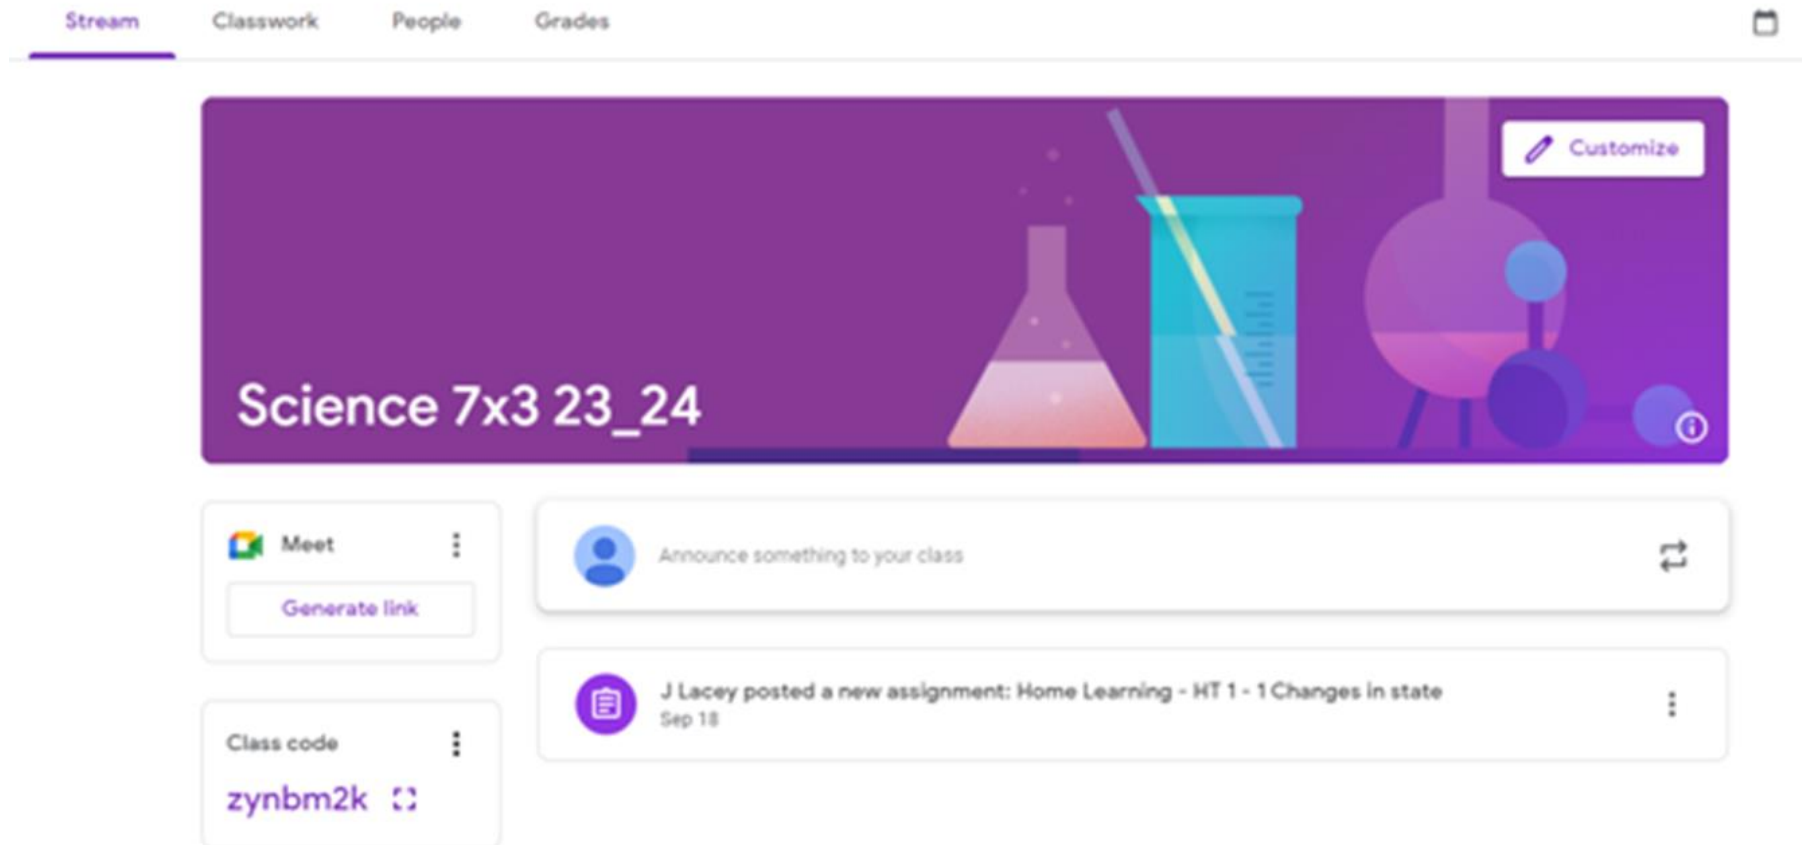 Stream Classwork People Grades
Customize
Science 7x3 23_24
Meet
Generate link
Announce something to your class
J Lacey posted a new assignment: Home Learning - HT 1 - 1 Changes in state
Sep 18
Class code
zynbm2k